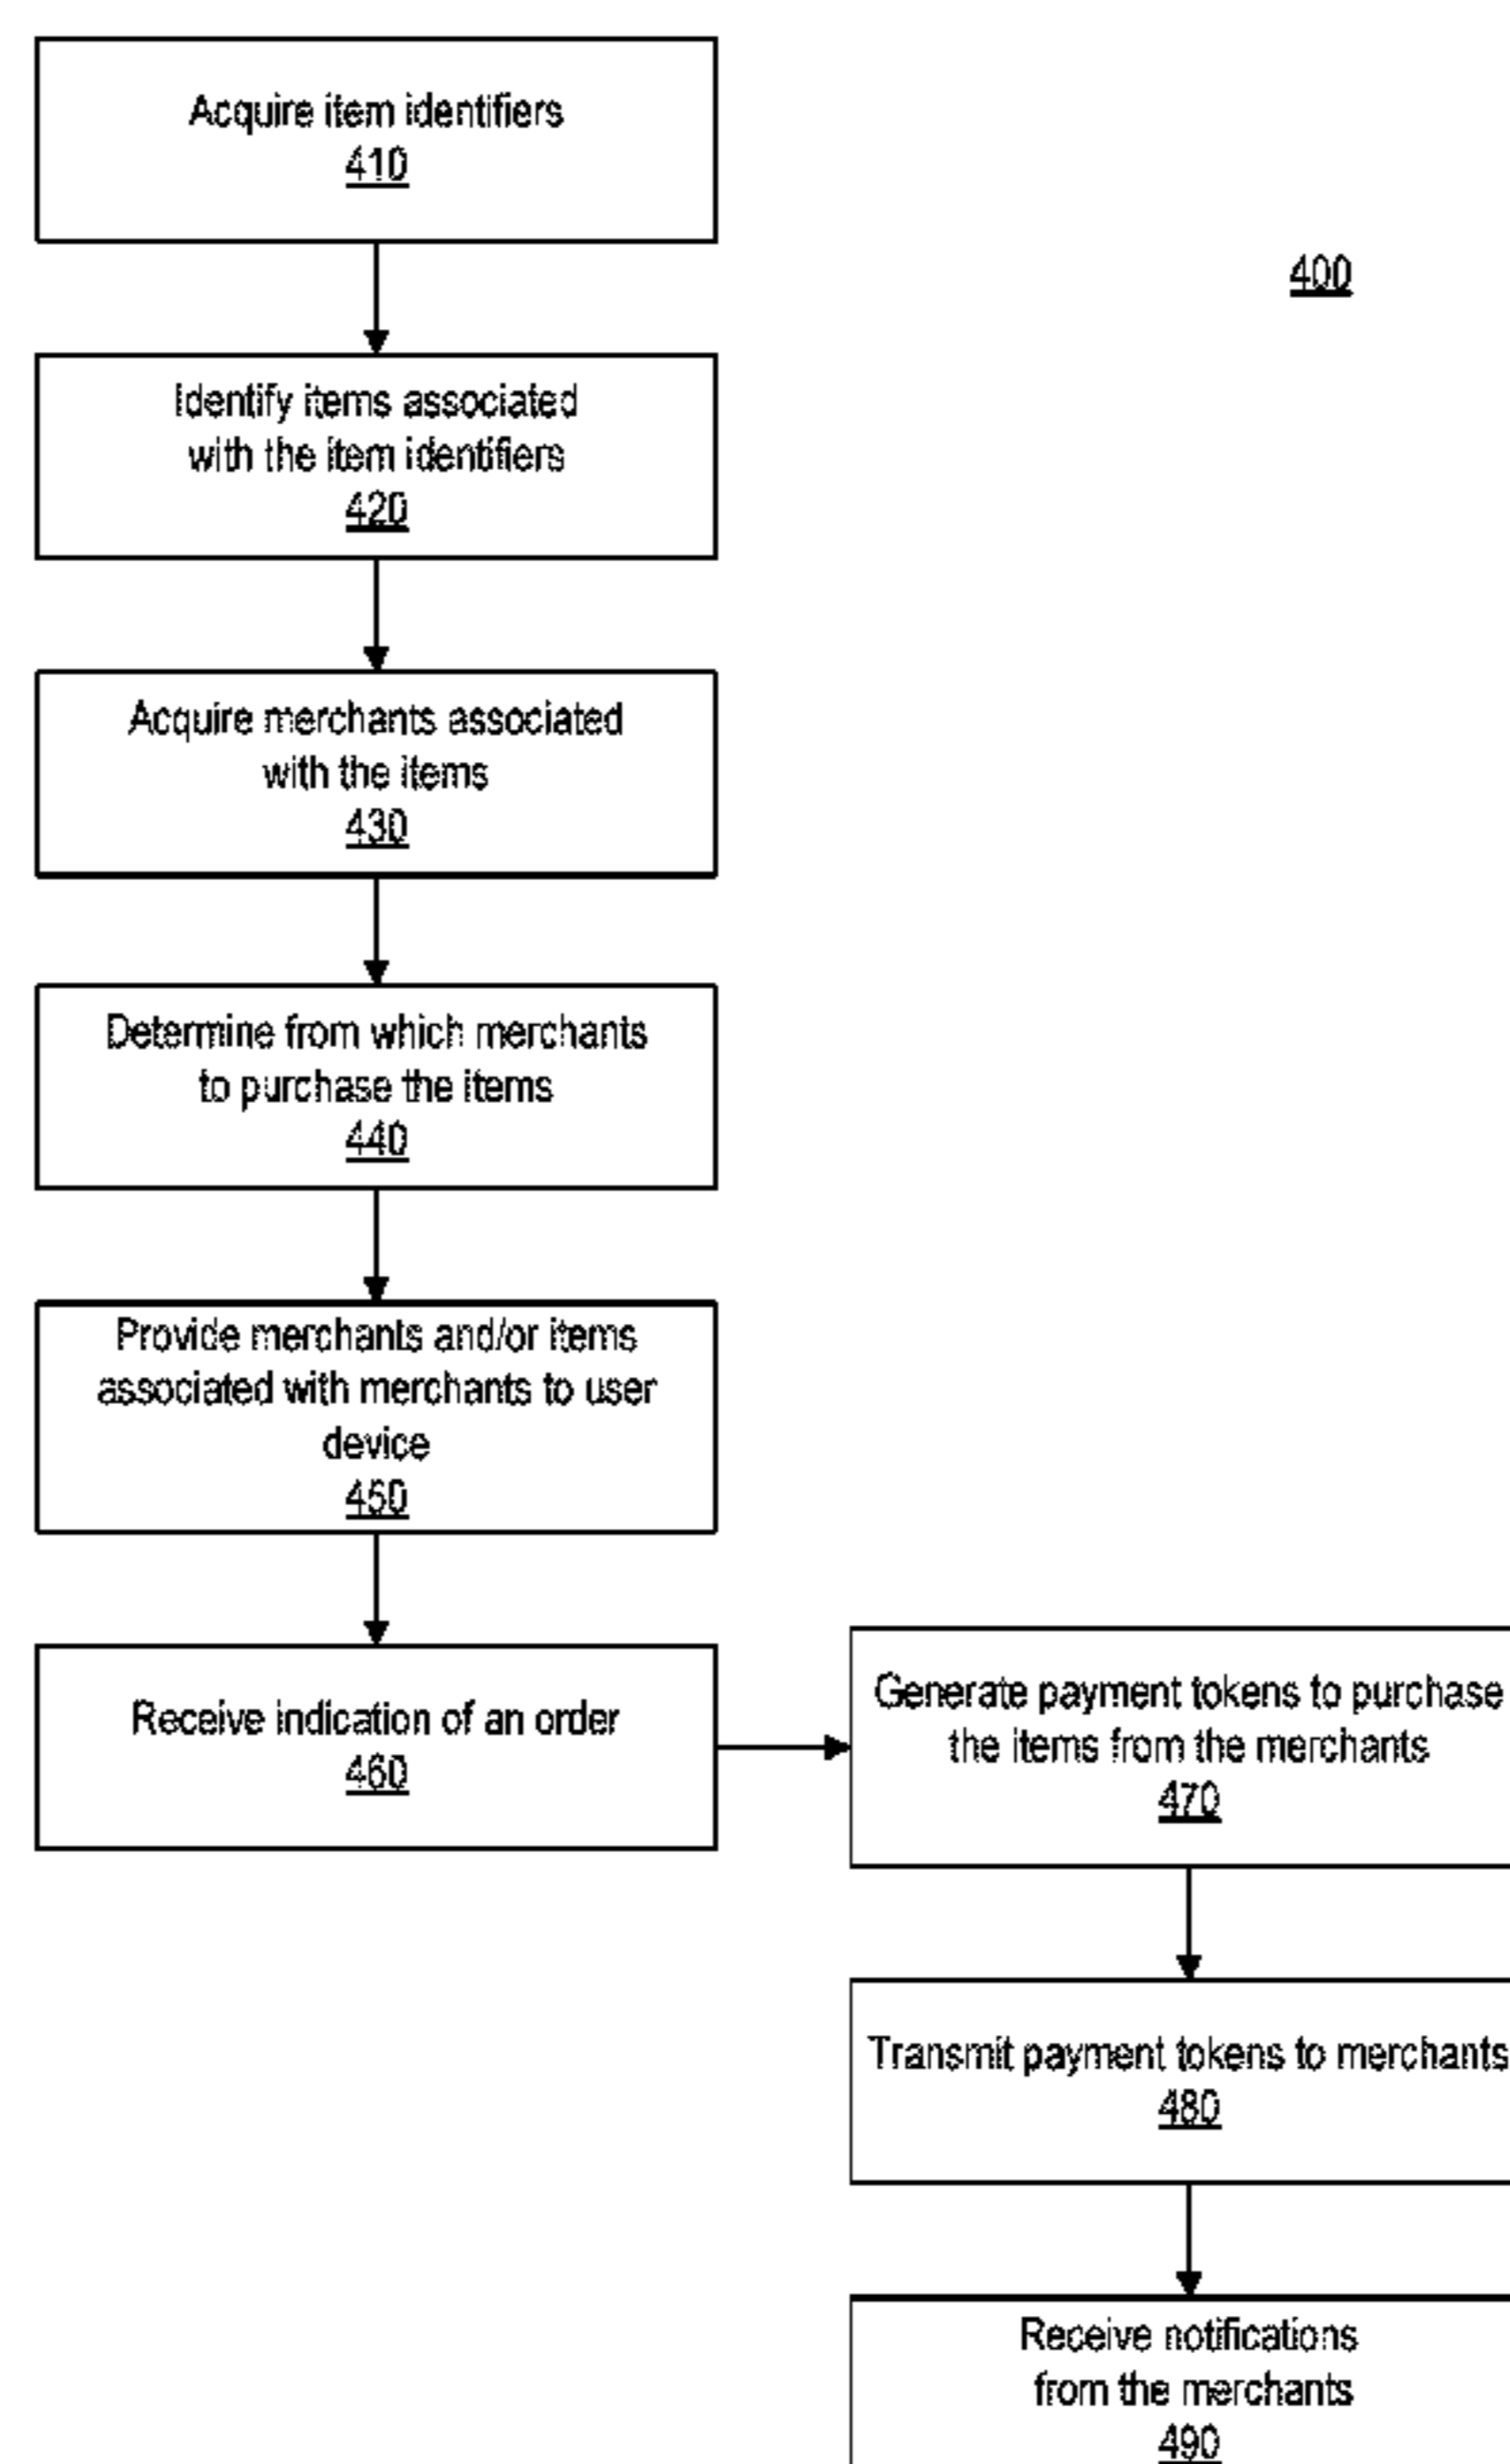 Acquire item identifiers
410
400
Identify items associated
with the item identifiers
420
Acquire merchants associated
with the items
430
Determine from which merchants
to purchase the items
440
Provide merchants and/or items
associated with merchants to user
device
450
Receive indication of an order
460
Generate payment tokens to purchase
the items from the merchants
470
Transmit payment tokens to merchants
480
Receive notifications
from the merchants
490